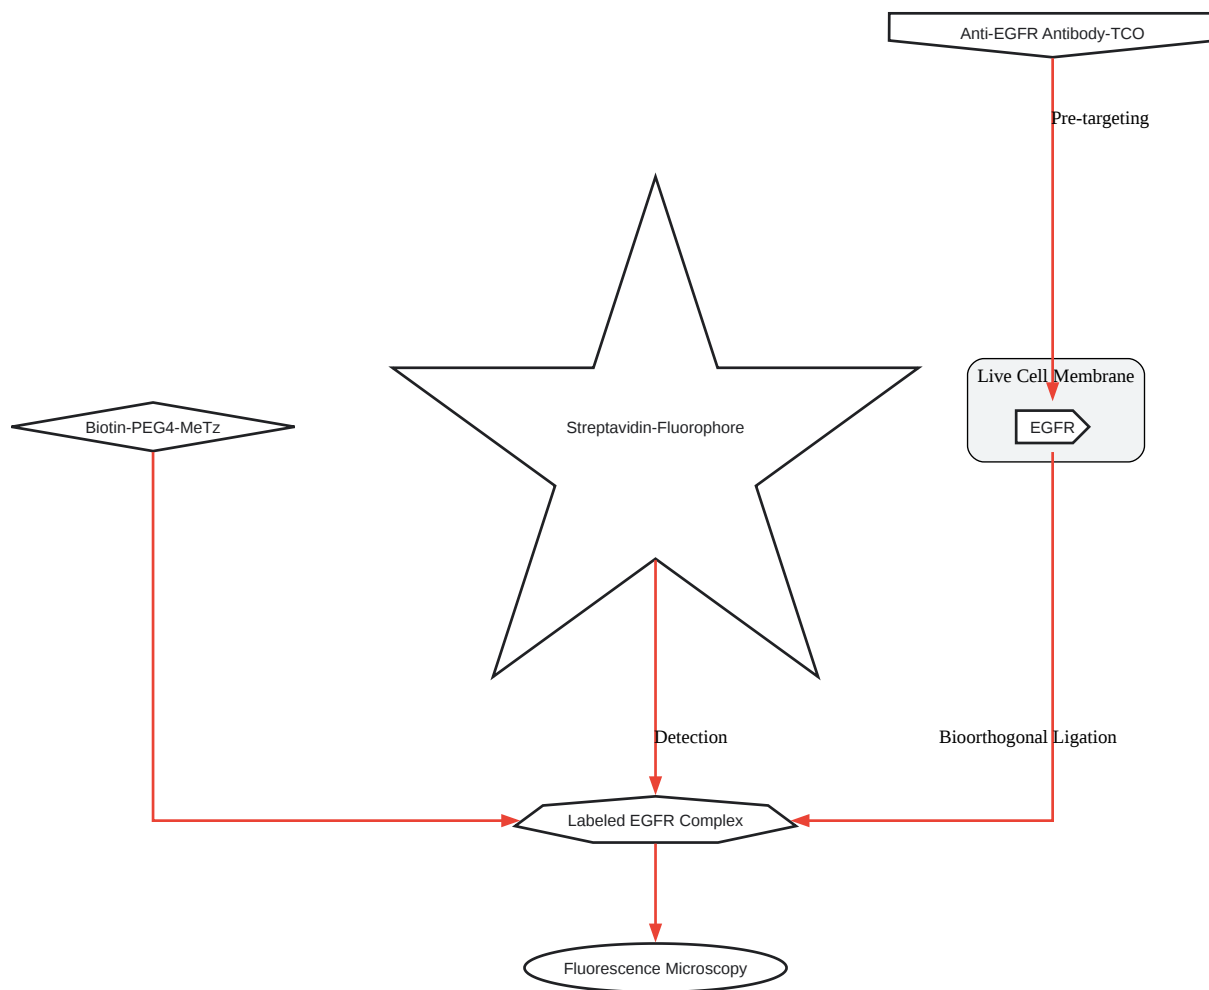 Anti-EGFR Antibody-TCO
Pre-targeting
Live Cell Membrane
Biotin-PEG4-MeTz
Streptavidin-Fluorophore
EGFR
Detection
Bioorthogonal Ligation
Labeled EGFR Complex
Fluorescence Microscopy